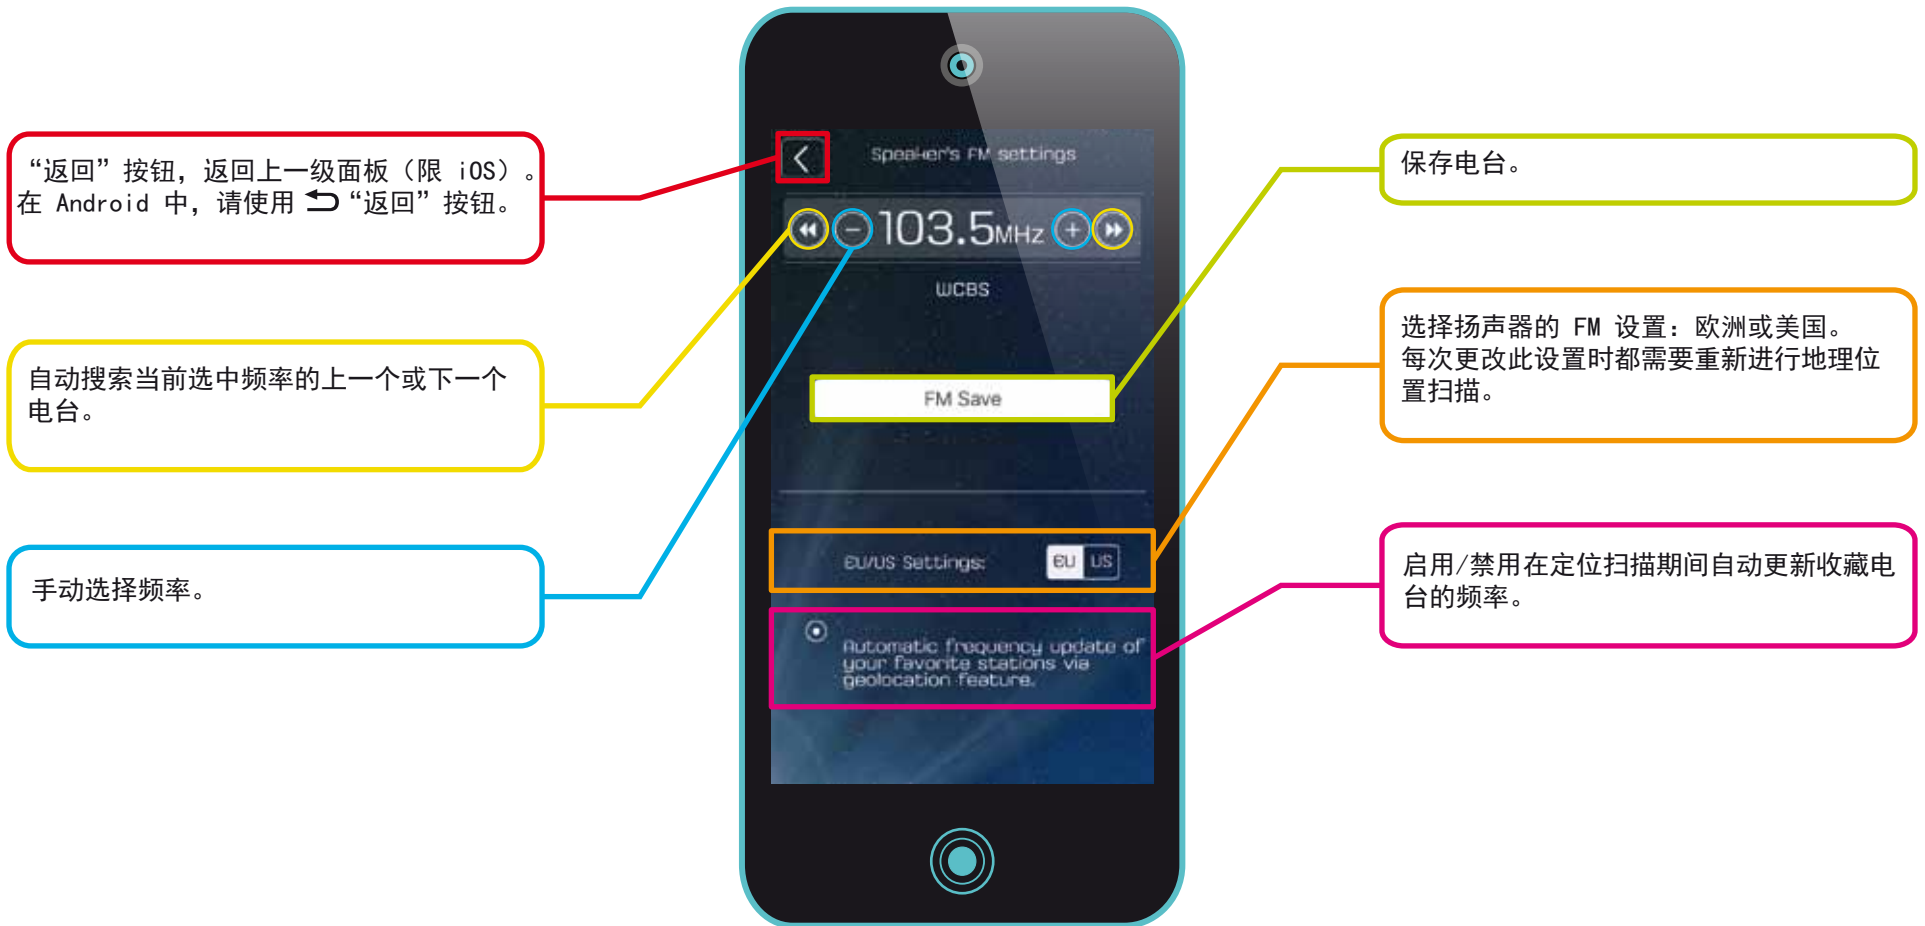 “返回”按钮，返回上一级面板（限 iOS）。
在 Android 中，请使用 “返回”按钮。
自动搜索当前选中频率的上一个或下一个
电台。
手动选择频率。
Speaker's FM settings
103.5MHz
WCBS
FM Save
EU/US Settings: EU US
Automatic frequency update of
your favorite stations via
geolocation feature.
保存电台。
选择扬声器的 FM 设置：欧洲或美国。
每次更改此设置时都需要重新进行地理位
置扫描。
启用/禁用在定位扫描期间自动更新收藏电
台的频率。